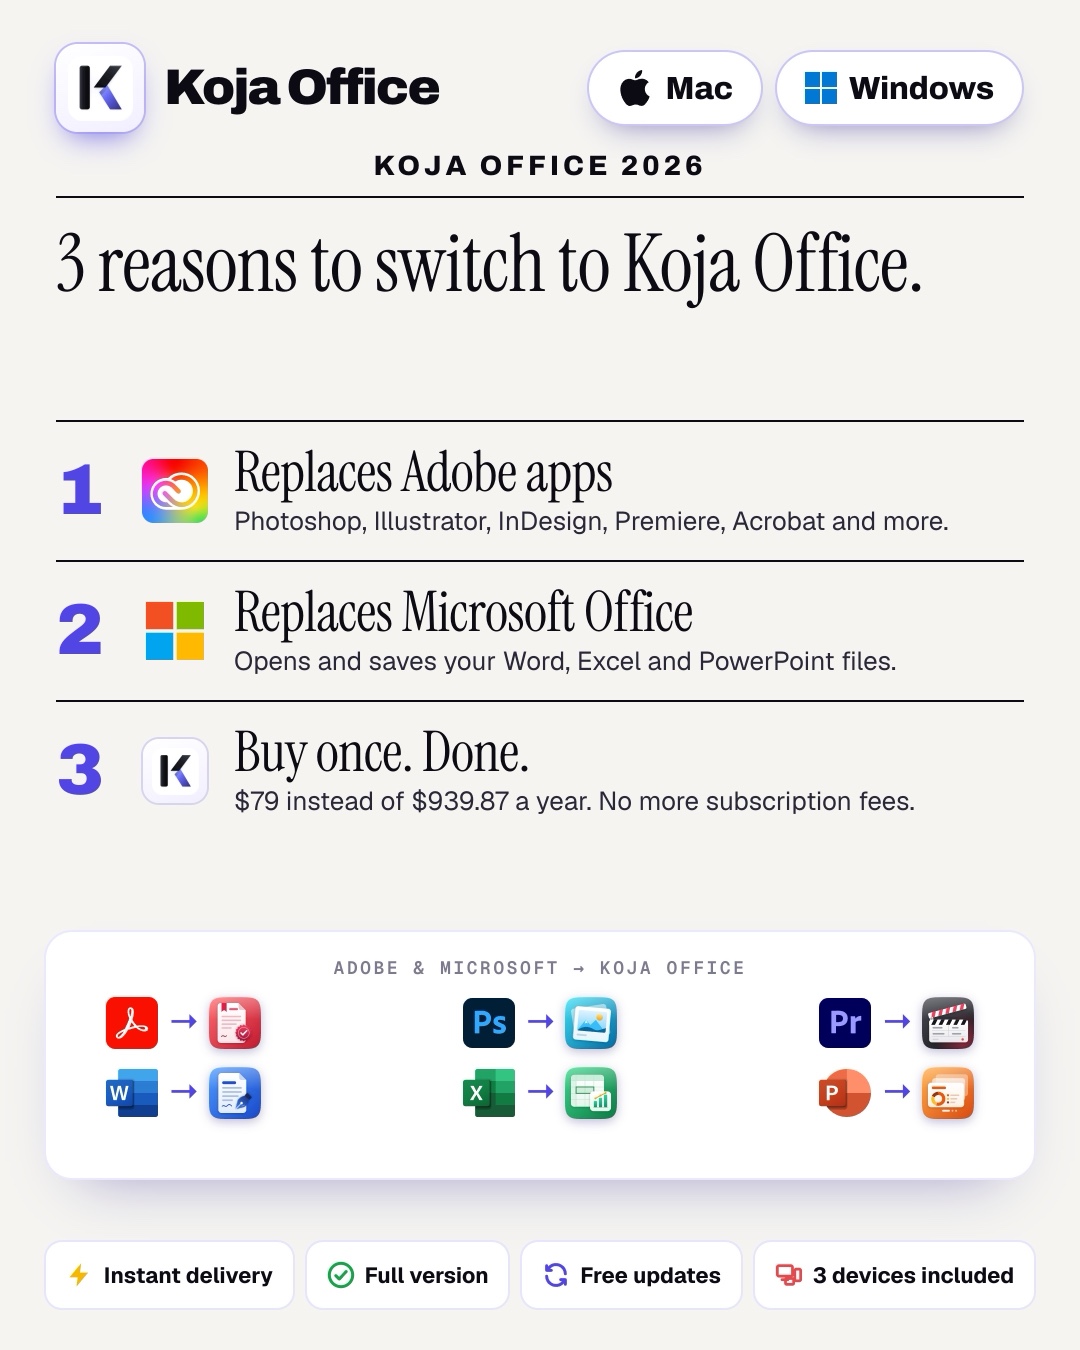 Koja Office
Mac
Windows
KOJA OFFICE 2026
3 reasons to switch to Koja Office.
1
Replaces Adobe apps
Photoshop, Illustrator, InDesign, Premiere, Acrobat and more.
2
Replaces Microsoft Office
Opens and saves your Word, Excel and PowerPoint files.
3
Buy once. Done.
$79 instead of $939.87 a year. No more subscription fees.
ADOBE & MICROSOFT → KOJA OFFICE
Ps
Pr
W
X
P
Instant delivery
Full version
Free updates
3 devices included